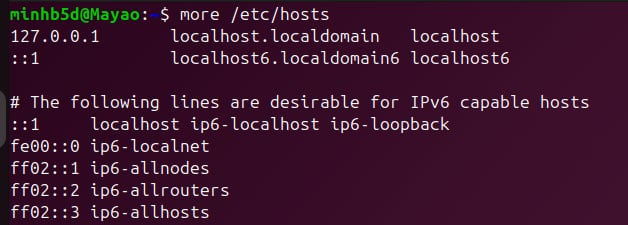 minhb5d@Mayao:~$ more /etc/hosts
127.0.0.1       localhost.localdomain   localhost
::1             localhost6.localdomain6 localhost6

# The following lines are desirable for IPv6 capable hosts
::1     localhost ip6-localhost ip6-loopback
fe00::0 ip6-localnet
ff02::1 ip6-allnodes
ff02::2 ip6-allrouters
ff02::3 ip6-allhosts